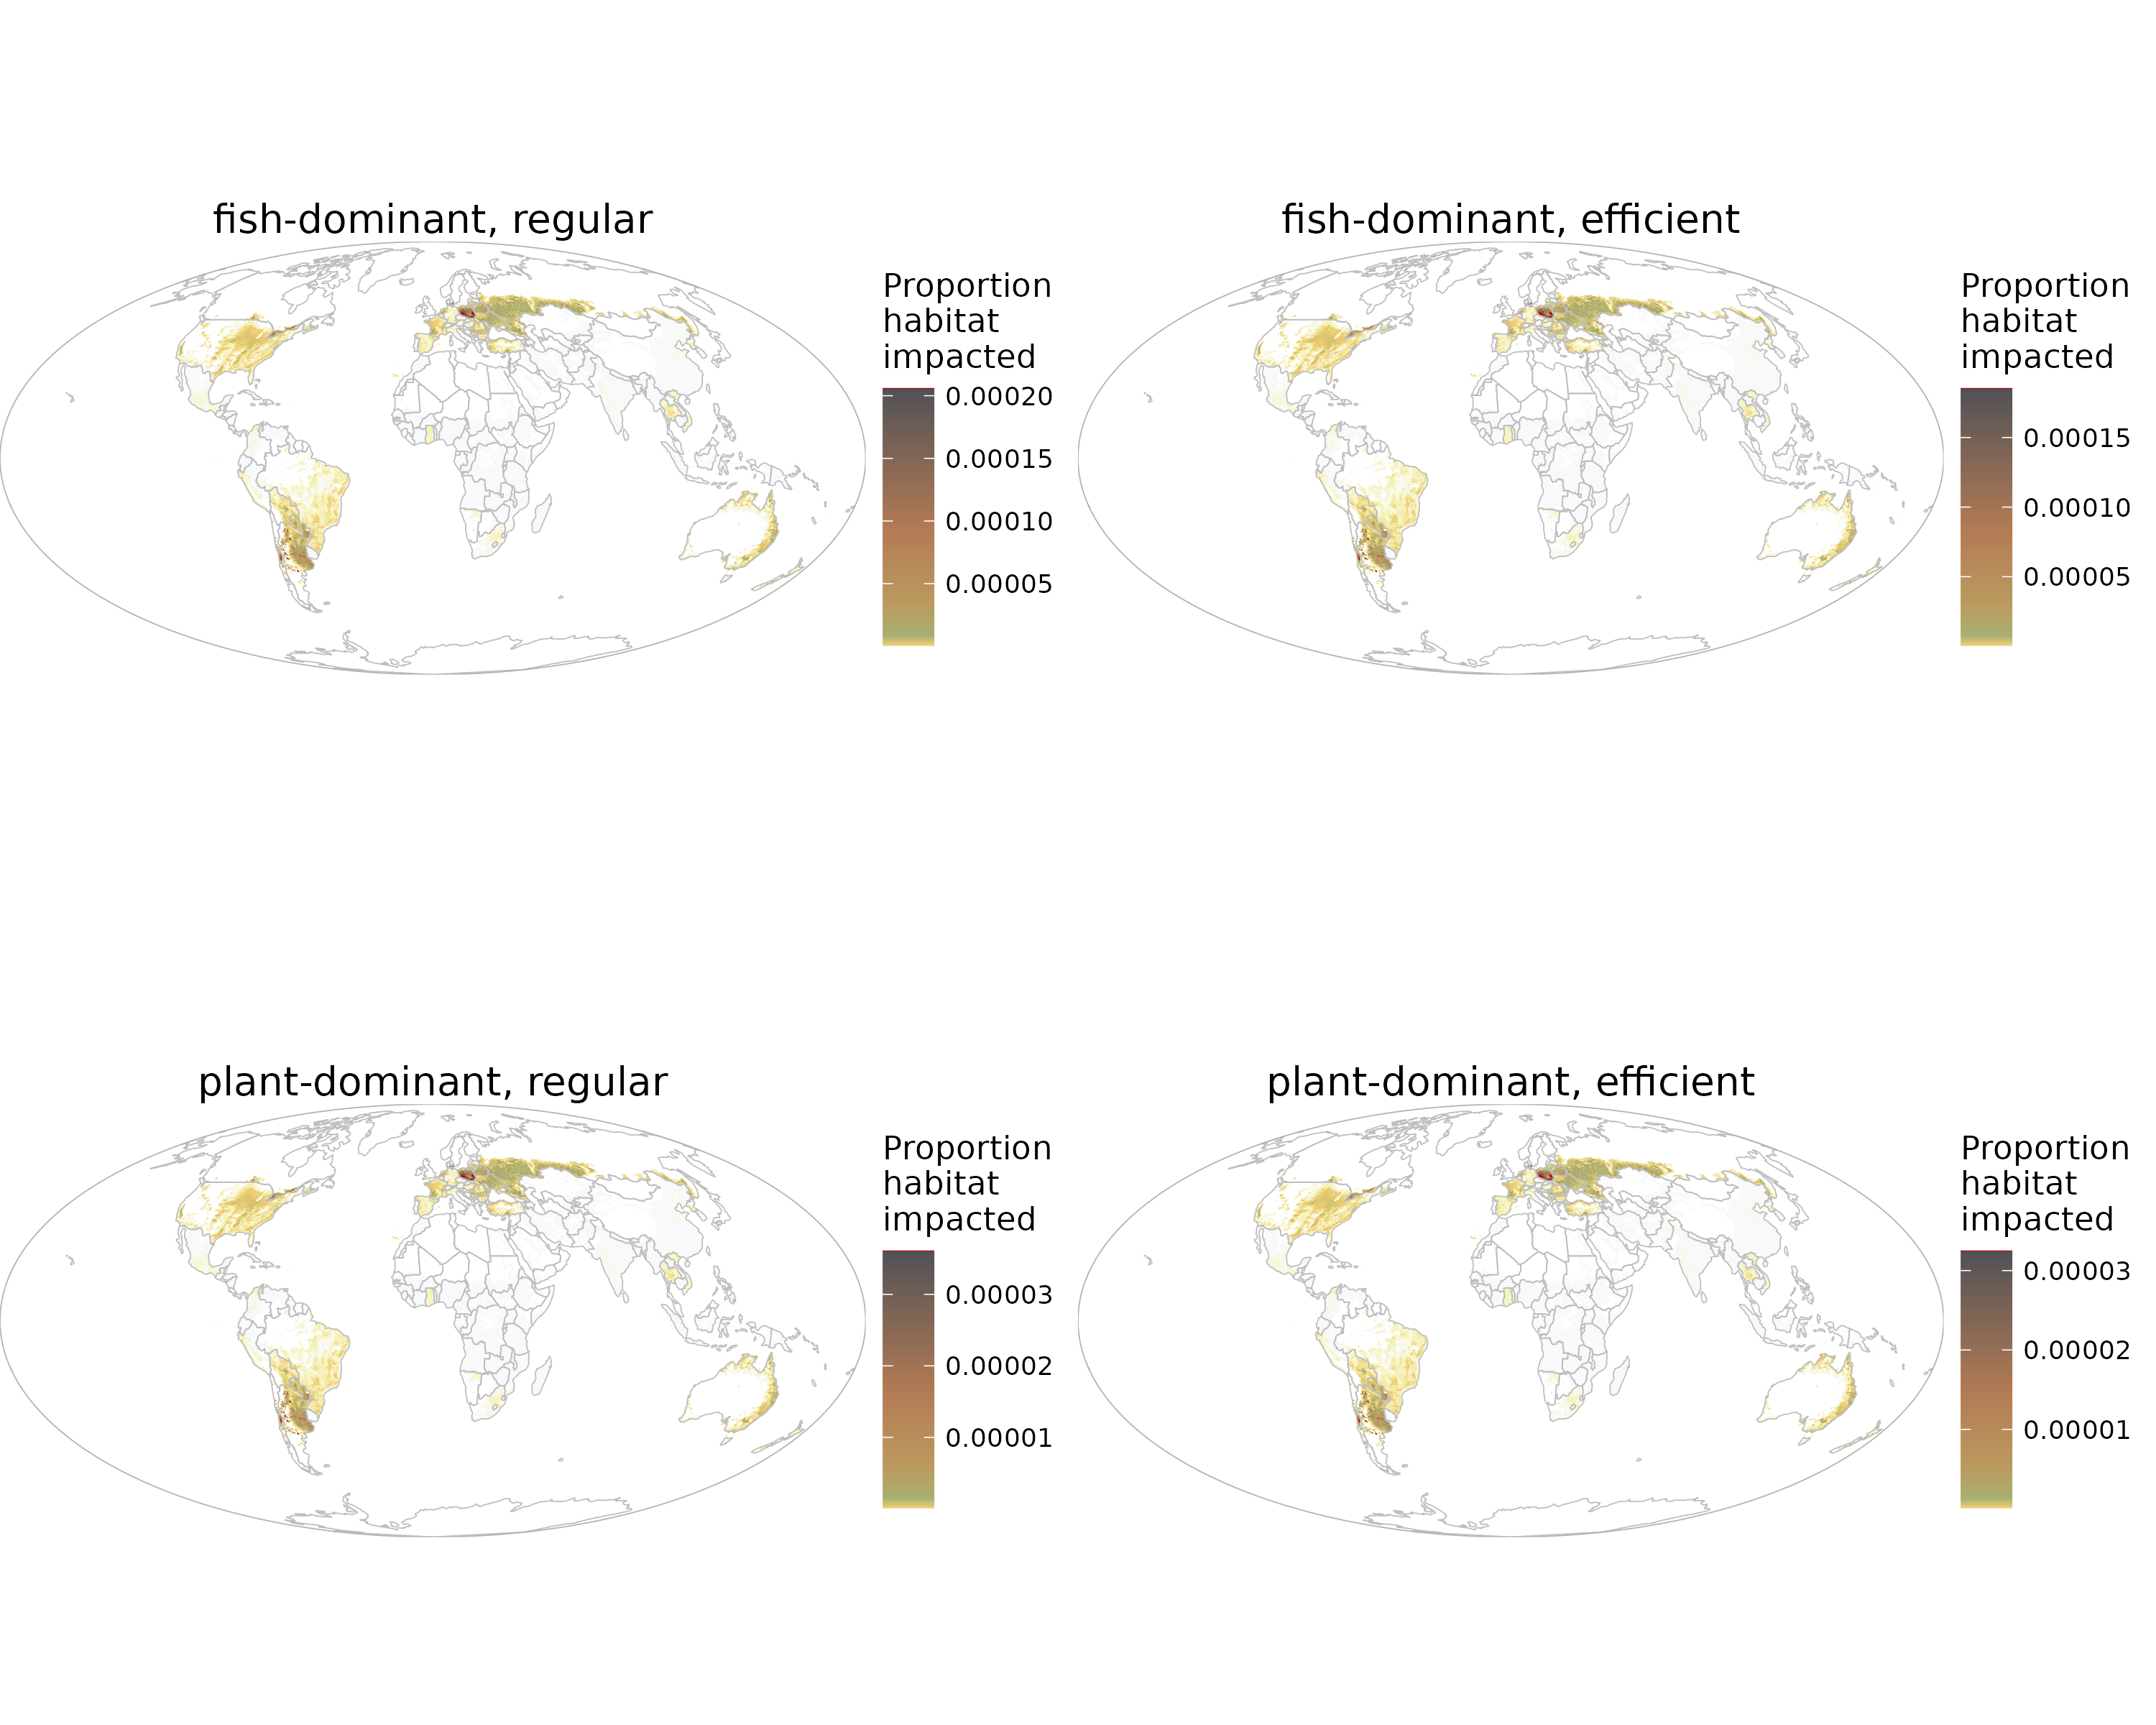 fish-dominant, regular
Proportion
habitat
impacted
0.00020
0.00015
0.00010
0.00005
fish-dominant, efficient
Proportion
habitat
impacted
0.00015
0.00010
0.00005
plant-dominant, regular
Proportion
habitat
impacted
0.00003
0.00002
0.00001
plant-dominant, efficient
Proportion
habitat
impacted
0.00003
0.00002
0.00001